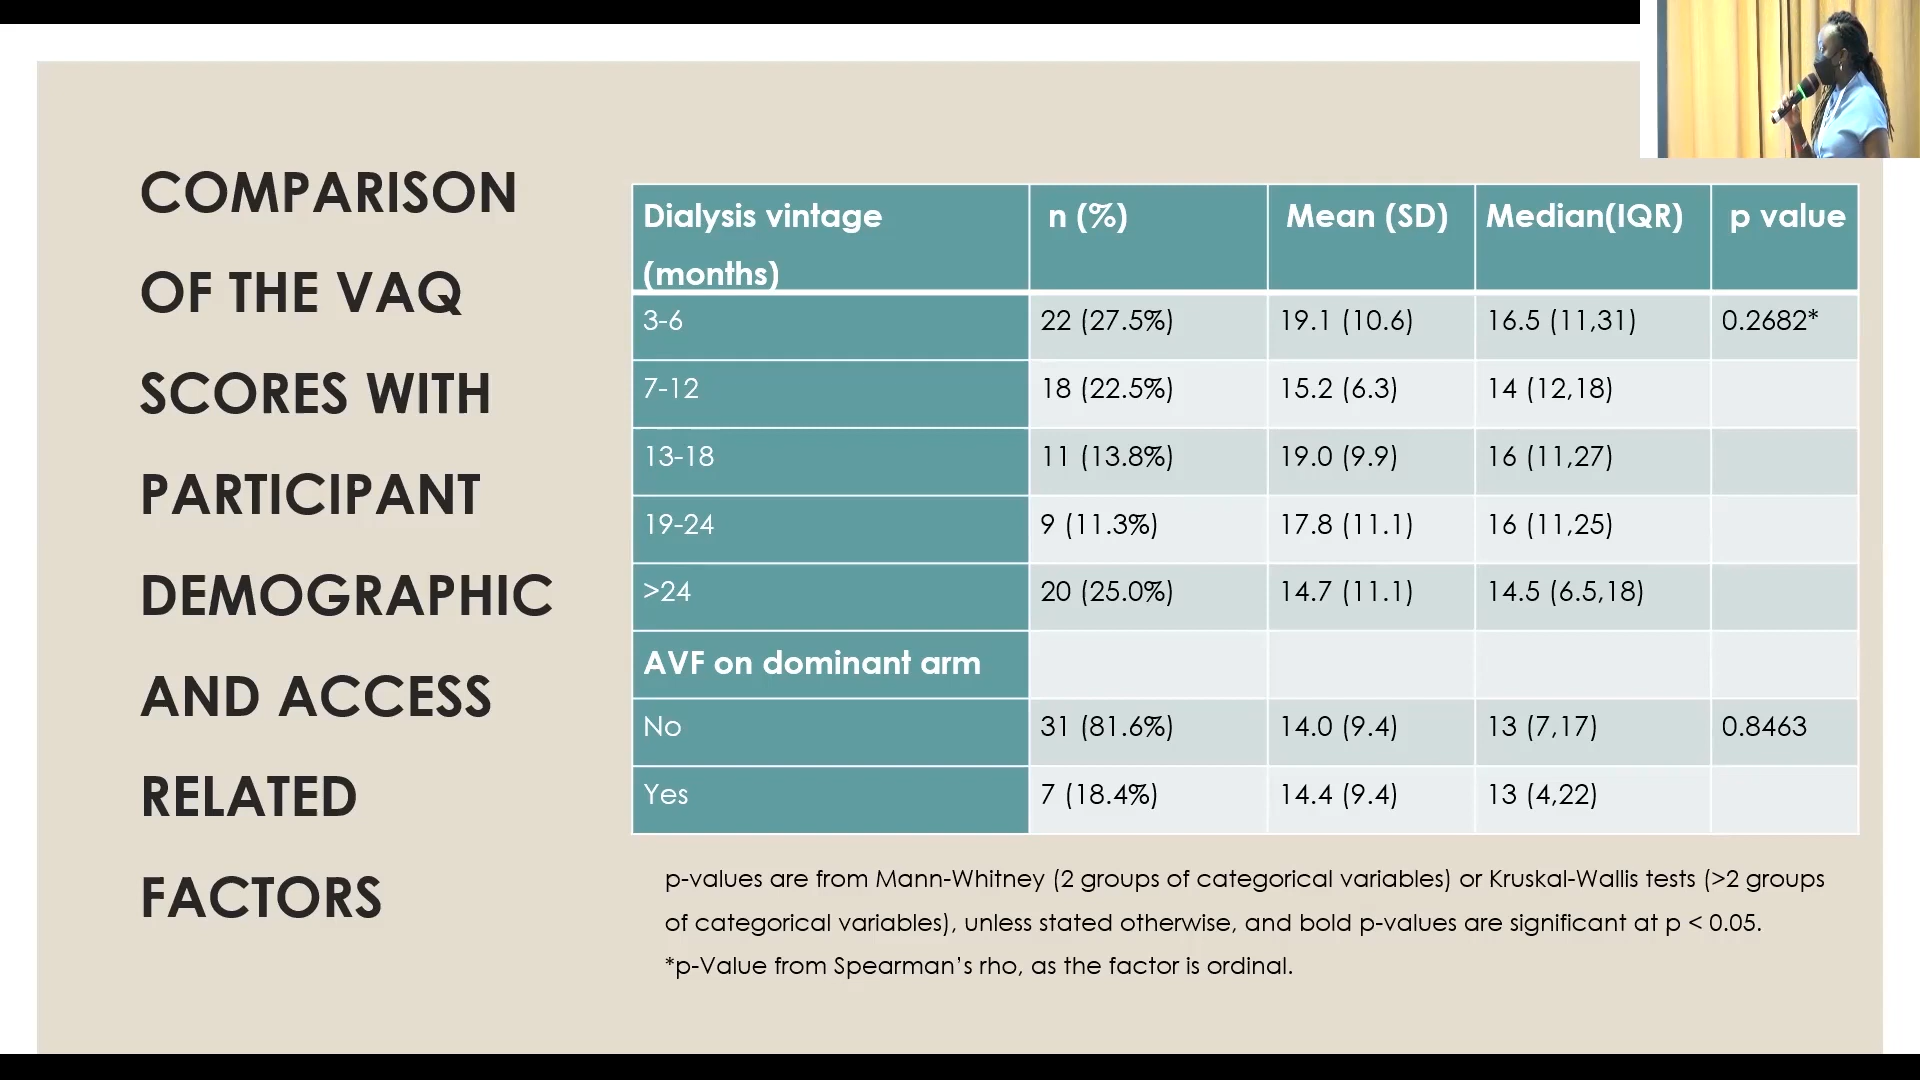 COMPARISON
OF THE VAQ
SCORES WITH
PARTICIPANT
DEMOGRAPHIC
AND ACCESS
RELATED
FACTORS
Dialysis vintage (months) n (%) Mean (SD) Median(IQR) p value
3-6 22 (27.5%) 19.1 (10.6) 16.5 (11,31) 0.2682*
7-12 18 (22.5%) 15.2 (6.3) 14 (12,18)
13-18 11 (13.8%) 19.0 (9.9) 16 (11,27)
19-24 9 (11.3%) 17.8 (11.1) 16 (11,25)
>24 20 (25.0%) 14.7 (11.1) 14.5 (6.5,18)
AVF on dominant arm
No 31 (81.6%) 14.0 (9.4) 13 (7,17) 0.8463
Yes 7 (18.4%) 14.4 (9.4) 13 (4,22)
p-values are from Mann-Whitney (2 groups of categorical variables) or Kruskal-Wallis tests (>2 groups
of categorical variables), unless stated otherwise, and bold p-values are significant at p < 0.05.
*p-Value from Spearman’s rho, as the factor is ordinal.